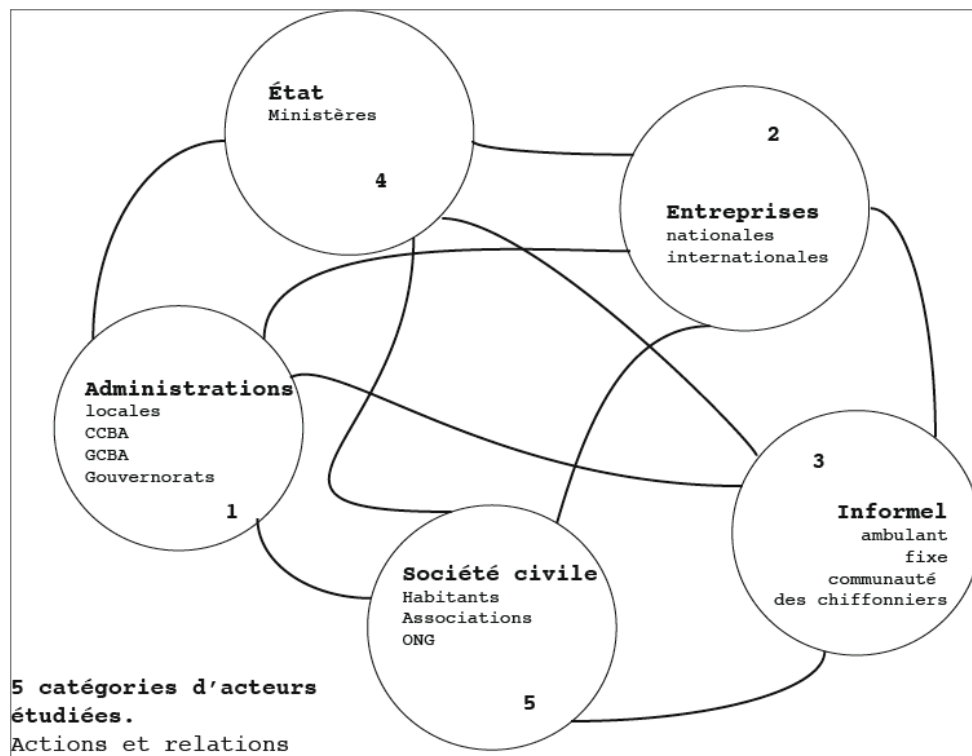 État
Ministères
4
2
Entreprises
nationales
internationales
Administrations
locales
CCBA
GCBA
Gouvernorats
1
3
Informel
ambulant
fixe
communauté
des chiffonniers
Société civile
Habitants
Associations
ONG
5
5 catégories d'acteurs
étudiées.
Actions et relations